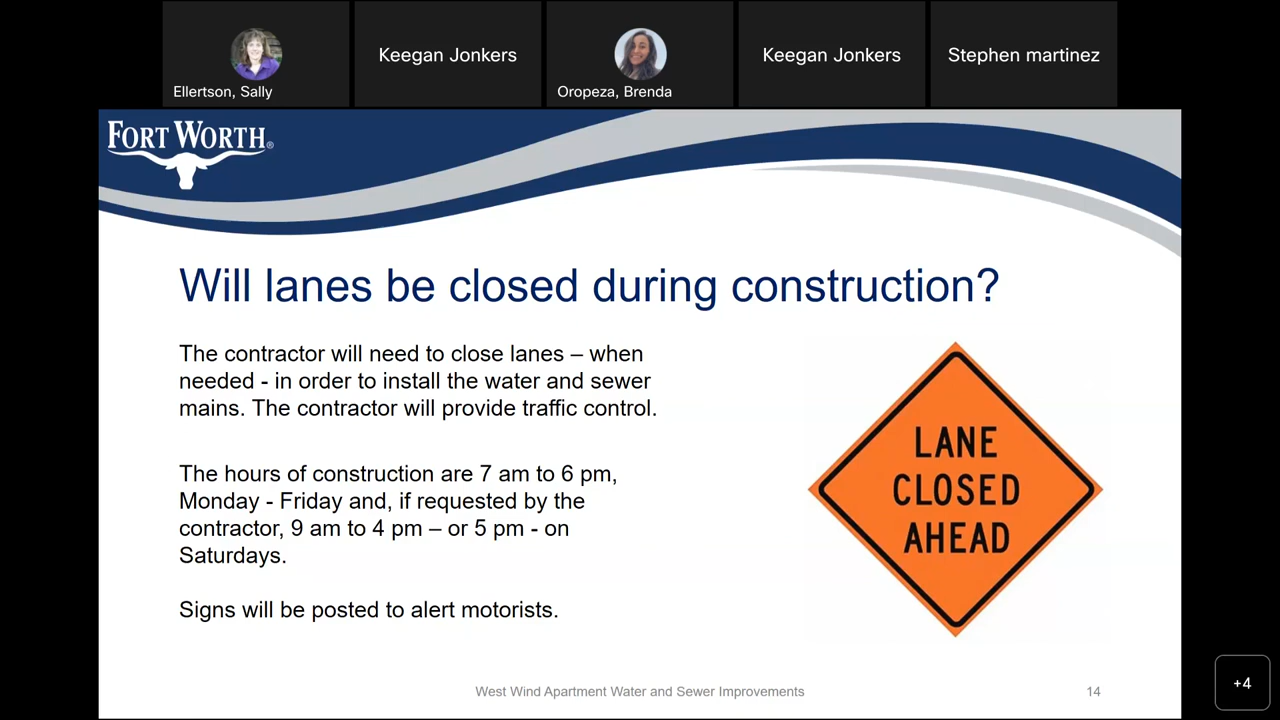 Ellertson, Sally
Keegan Jonkers
Oropeza, Brenda
Keegan Jonkers
Stephen martinez
FORT WORTH®
Will lanes be closed during construction?
The contractor will need to close lanes – when
needed - in order to install the water and sewer
mains. The contractor will provide traffic control.
The hours of construction are 7 am to 6 pm,
Monday - Friday and, if requested by the
contractor, 9 am to 4 pm – or 5 pm - on
Saturdays.
Signs will be posted to alert motorists.
LANE
CLOSED
AHEAD
West Wind Apartment Water and Sewer Improvements
14
+4